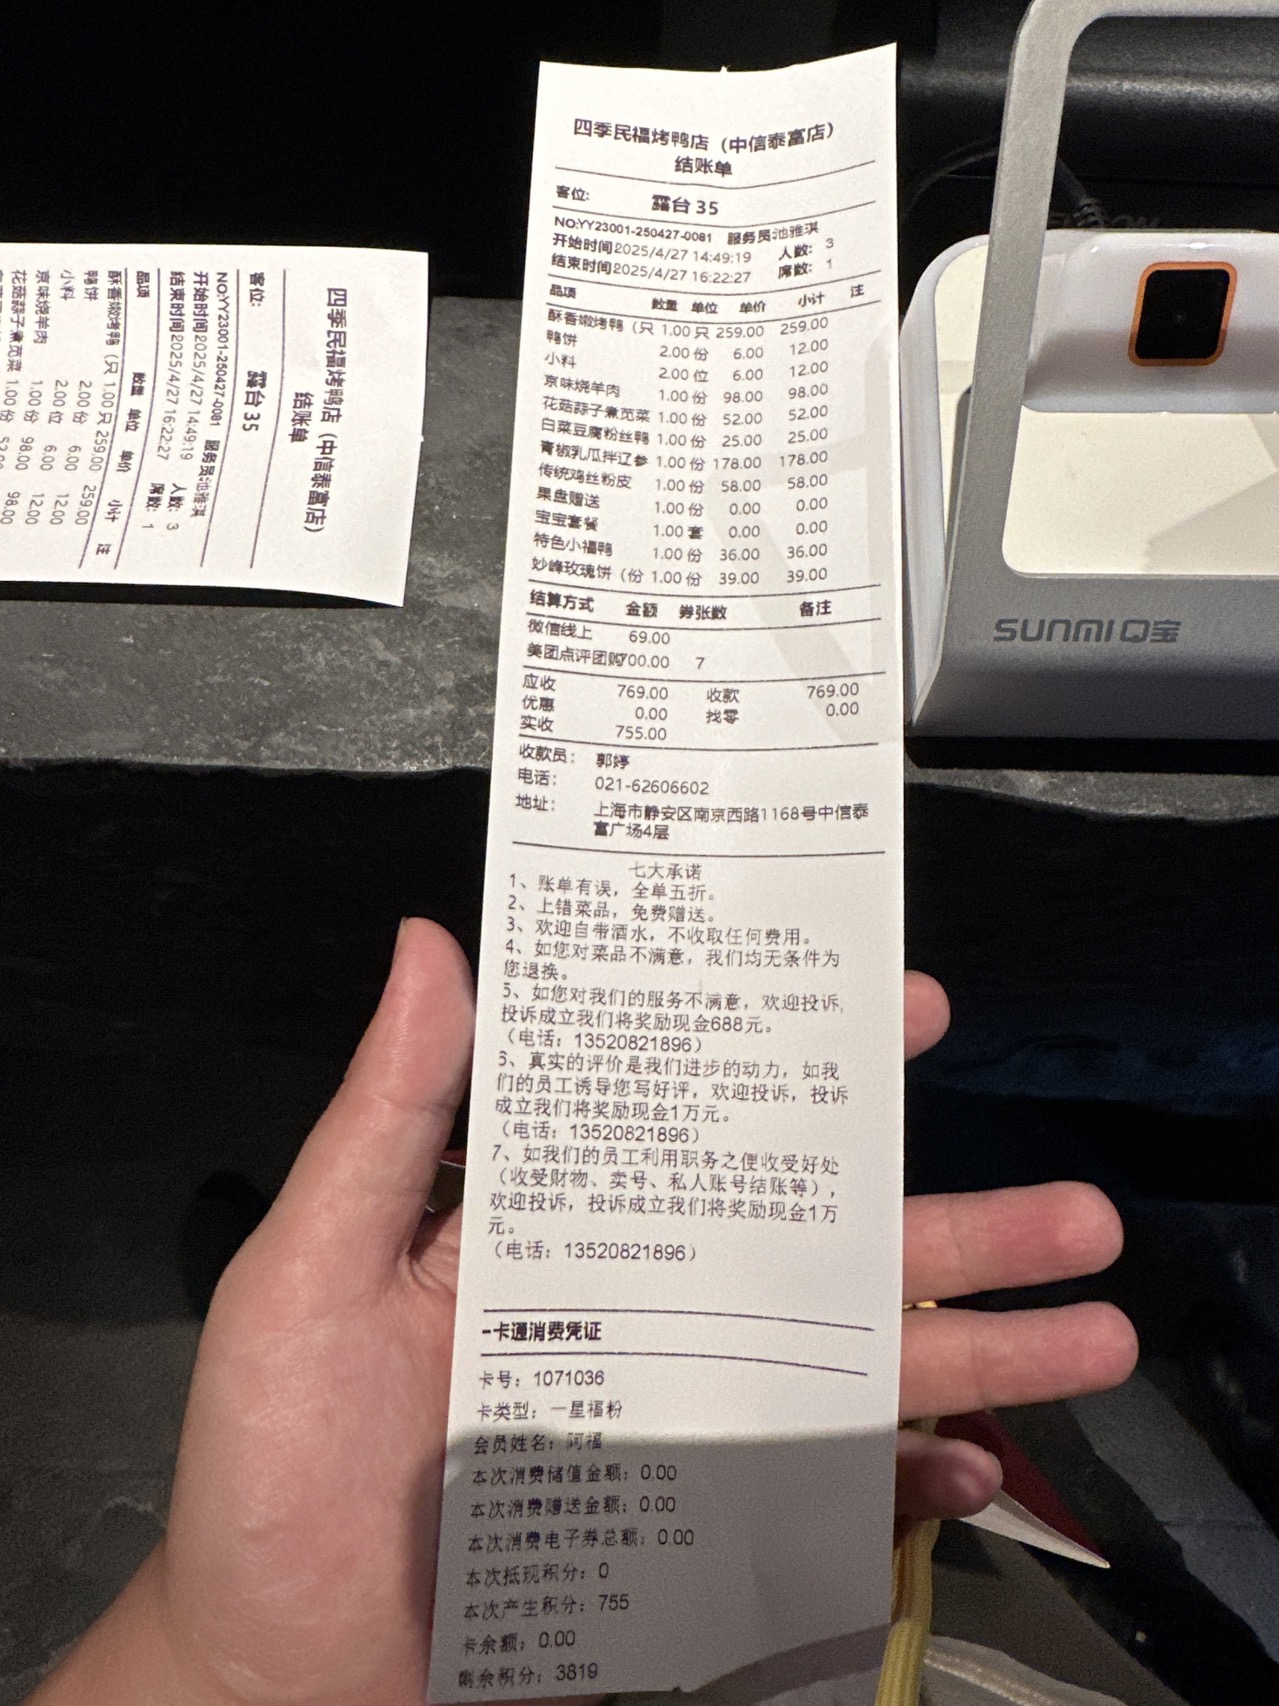 四季民福烤鸭店（中信泰富店）
结账单
客位: 露台 35
NO:YY23001-250427-0081 服务员:池雅淇
开始时间 2025/4/27 14:49:19 人数: 3
结束时间 2025/4/27 16:22:27 席数: 1
品项 数量 单位 单价 小计 注
酥香嫩烤鸭（只 1.00 只 259.00 259.00
鸭饼 2.00 份 6.00 12.00
小料 2.00 位 6.00 12.00
京味烧羊肉 1.00 份 98.00 98.00
花菇蒜子煮苋菜 1.00 份 52.00 52.00
白菜豆腐粉丝鸭 1.00 份 25.00 25.00
青椒乳瓜拌辽参 1.00 份 178.00 178.00
传统鸡丝粉皮 1.00 份 58.00 58.00
果盘赠送 1.00 份 0.00 0.00
宝宝套餐 1.00 套 0.00 0.00
特色小福鸭 1.00 份 36.00 36.00
妙峰玫瑰饼（份 1.00 份 39.00 39.00
结算方式 金额 券张数 备注
微信线上 69.00
美团点评团购700.00 7
应收 769.00 收款 769.00
优惠 0.00 找零 0.00
实收 755.00
收款员: 郭婷
电话: 021-62606602
地址: 上海市静安区南京西路1168号中信泰
富广场4层
七大承诺
1、账单有误，全单五折。
2、上错菜品，免费赠送。
3、欢迎自带酒水，不收取任何费用。
4、如您对菜品不满意，我们均无条件为
您退换。
5、如您对我们的服务不满意，欢迎投诉,
投诉成立我们将奖励现金688元。
（电话：13520821896）
6、真实的评价是我们进步的动力，如我
们的员工诱导您写好评，欢迎投诉，投诉
成立我们将奖励现金1万元。
（电话：13520821896）
7、如我们的员工利用职务之便收受好处
（收受财物、卖号、私人账号结账等），
欢迎投诉，投诉成立我们将奖励现金1万
元。
（电话：13520821896）
一卡通消费凭证
卡号：1071036
卡类型：一星福粉
会员姓名：阿福
本次消费储值金额：0.00
本次消费赠送金额：0.00
本次消费电子券总额：0.00
本次抵现积分：0
本次产生积分：755
卡余额：0.00
剩余积分：3819
四季民福烤鸭店（中信泰富店）
结账单
客位: 露台 35
NO:YY23001-250427-0081 服务员:池雅淇
开始时间 2025/4/27 14:49:19 人数: 3
结束时间 2025/4/27 16:22:27 席数: 1
品项 数量 单位 单价 小计 注
酥香嫩烤鸭（只 1.00 只 259.00 259.00
鸭饼 2.00 份 6.00 12.00
小料 2.00 位 6.00 12.00
京味烧羊肉 1.00 份 98.00 98.00
花菇蒜子煮苋菜 1.00 份
SUNMI Q宝